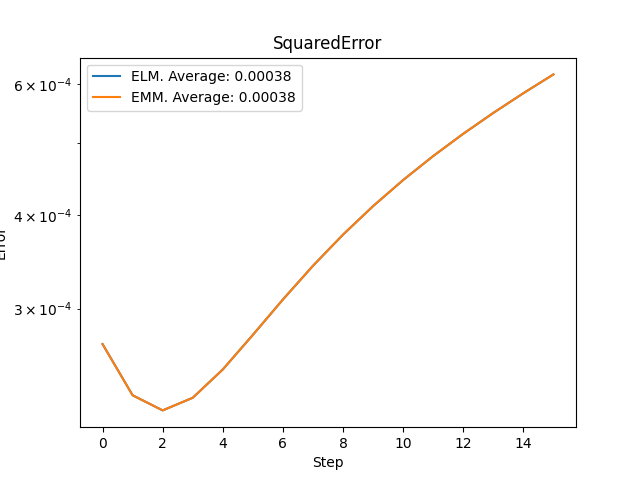 SquaredError
ELM. Average: 0.00038
EMM. Average: 0.00038
6 × 10⁻⁴
4 × 10⁻⁴
3 × 10⁻⁴
Error
0 2 4 6 8 10 12 14
Step